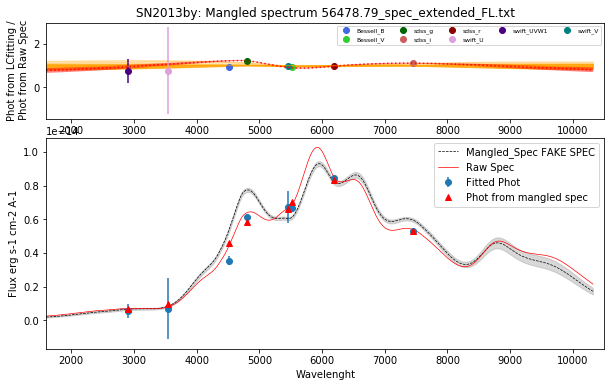 SN2013by: Mangled spectrum 56478.79_spec_extended_FL.txt
Phot from LCfitting /
Phot from Raw Spec
2
0
Bessell_B
Bessell_V
sdss_g
sdss_i
sdss_r
swift_U
swift_UVW1
swift_V
2000 3000 4000 5000 6000 7000 8000 9000 10000
1e−14
Flux erg s-1 cm-2 A-1
1.0
0.8
0.6
0.4
0.2
0.0
Mangled_Spec FAKE SPEC
Raw Spec
Fitted Phot
Phot from mangled spec
2000 3000 4000 5000 6000 7000 8000 9000 10000
Wavelenght